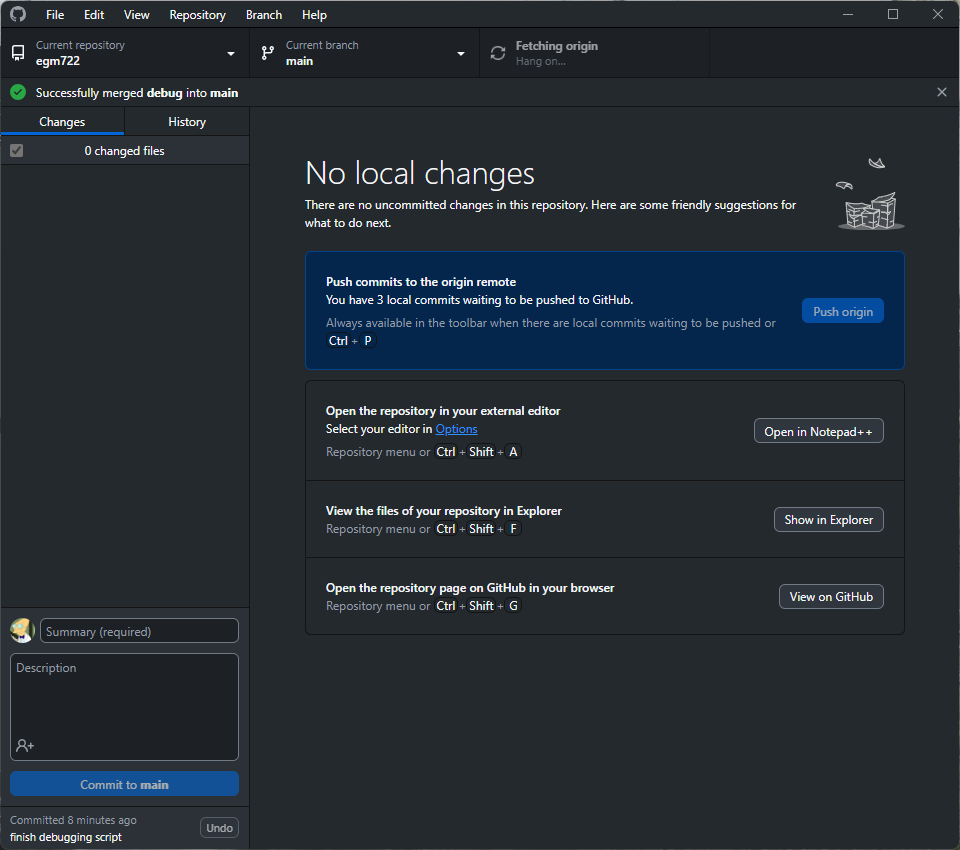 File Edit View Repository Branch Help
Current repository
egm722
Current branch
main
Fetching origin
Hang on...
Successfully merged debug into main
Changes
History
0 changed files
No local changes
There are no uncommitted changes in this repository. Here are some friendly suggestions for
what to do next.
Push commits to the origin remote
You have 3 local commits waiting to be pushed to GitHub.
Always available in the toolbar when there are local commits waiting to be pushed or
Ctrl + P
Push origin
Open the repository in your external editor
Select your editor in Options
Repository menu or Ctrl + Shift + A
Open in Notepad++
View the files of your repository in Explorer
Repository menu or Ctrl + Shift + F
Show in Explorer
Open the repository page on GitHub in your browser
Repository menu or Ctrl + Shift + G
View on GitHub
Summary (required)
Description
Commit to main
Committed 8 minutes ago
finish debugging script
Undo